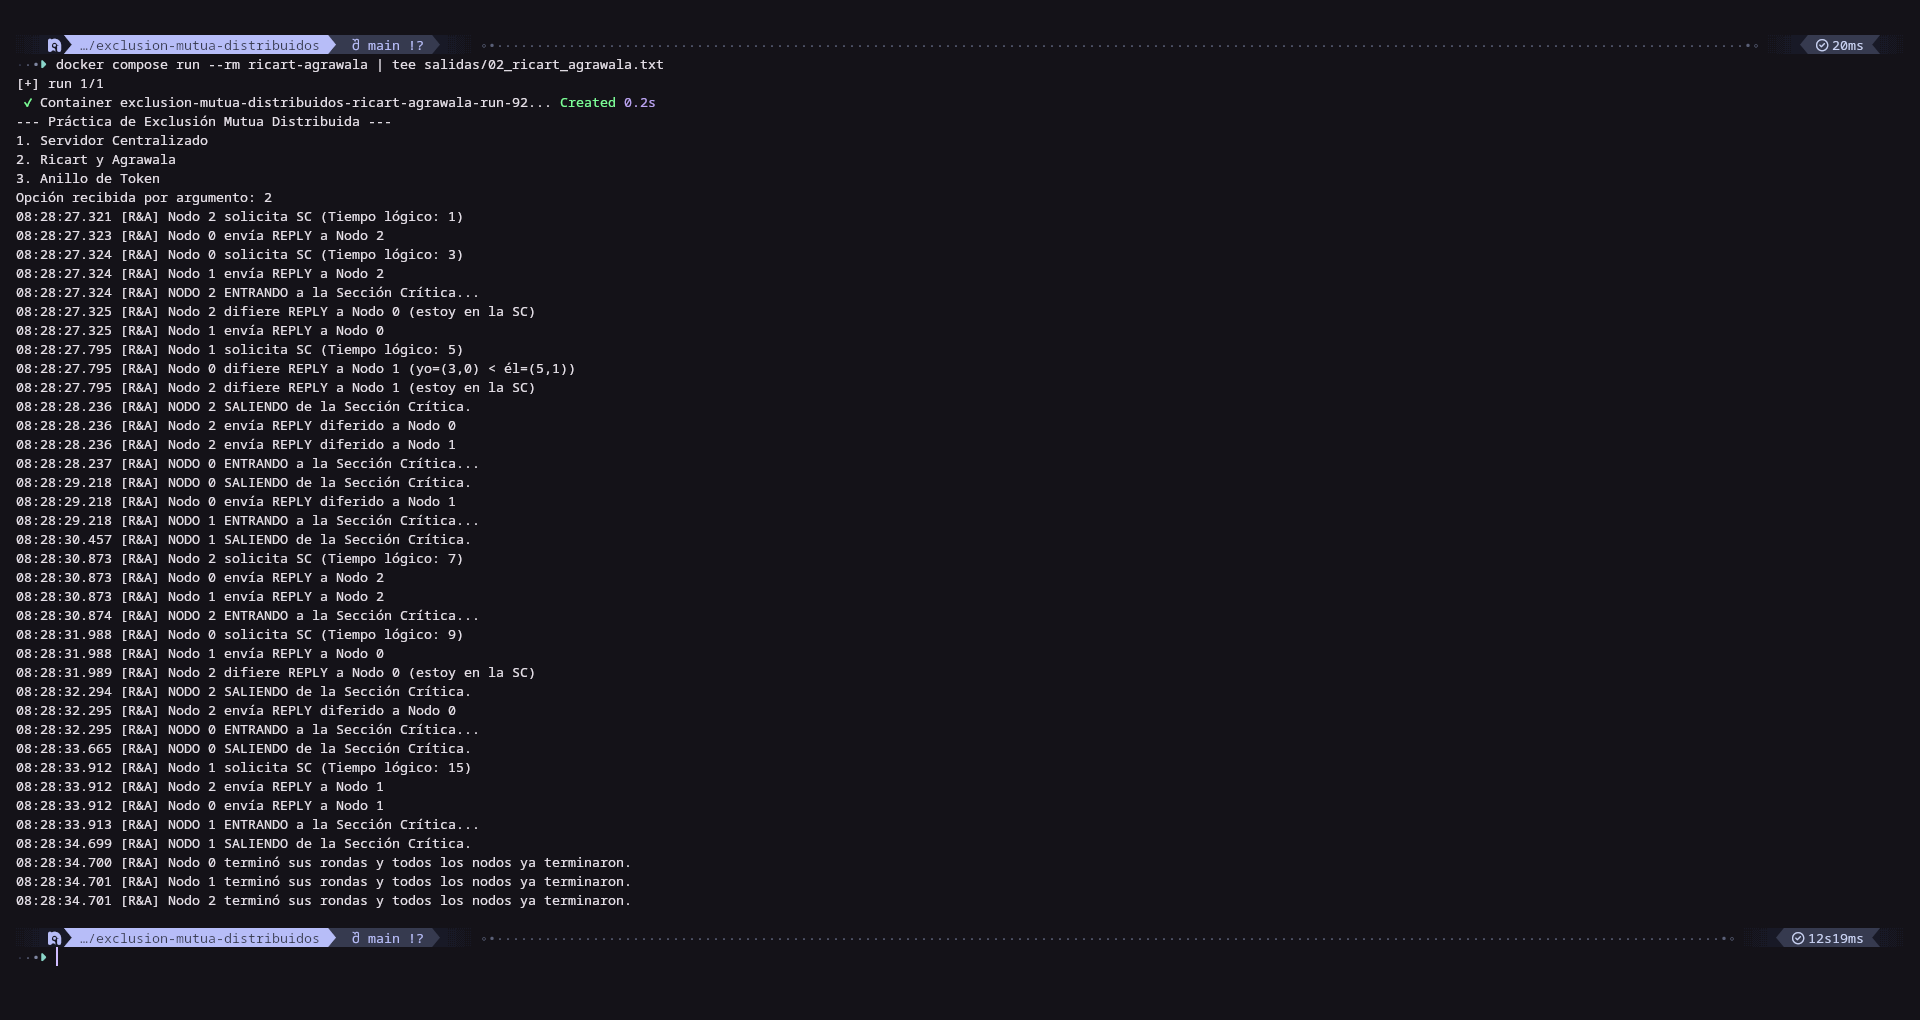 …/exclusion-mutua-distribuidos main !? 20ms
docker compose run --rm ricart-agrawala | tee salidas/02_ricart_agrawala.txt
[+] run 1/1
✓ Container exclusion-mutua-distribuidos-ricart-agrawala-run-92... Created 0.2s
--- Práctica de Exclusión Mutua Distribuida ---
1. Servidor Centralizado
2. Ricart y Agrawala
3. Anillo de Token
Opción recibida por argumento: 2
08:28:27.321 [R&A] Nodo 2 solicita SC (Tiempo lógico: 1)
08:28:27.323 [R&A] Nodo 0 envía REPLY a Nodo 2
08:28:27.324 [R&A] Nodo 0 solicita SC (Tiempo lógico: 3)
08:28:27.324 [R&A] Nodo 1 envía REPLY a Nodo 2
08:28:27.324 [R&A] NODO 2 ENTRANDO a la Sección Crítica...
08:28:27.325 [R&A] Nodo 2 difiere REPLY a Nodo 0 (estoy en la SC)
08:28:27.325 [R&A] Nodo 1 envía REPLY a Nodo 0
08:28:27.795 [R&A] Nodo 1 solicita SC (Tiempo lógico: 5)
08:28:27.795 [R&A] Nodo 0 difiere REPLY a Nodo 1 (yo=(3,0) < él=(5,1))
08:28:27.795 [R&A] Nodo 2 difiere REPLY a Nodo 1 (estoy en la SC)
08:28:28.236 [R&A] NODO 2 SALIENDO de la Sección Crítica.
08:28:28.236 [R&A] Nodo 2 envía REPLY diferido a Nodo 0
08:28:28.236 [R&A] Nodo 2 envía REPLY diferido a Nodo 1
08:28:28.237 [R&A] NODO 0 ENTRANDO a la Sección Crítica...
08:28:29.218 [R&A] NODO 0 SALIENDO de la Sección Crítica.
08:28:29.218 [R&A] Nodo 0 envía REPLY diferido a Nodo 1
08:28:29.218 [R&A] NODO 1 ENTRANDO a la Sección Crítica...
08:28:30.457 [R&A] NODO 1 SALIENDO de la Sección Crítica.
08:28:30.873 [R&A] Nodo 2 solicita SC (Tiempo lógico: 7)
08:28:30.873 [R&A] Nodo 0 envía REPLY a Nodo 2
08:28:30.873 [R&A] Nodo 1 envía REPLY a Nodo 2
08:28:30.874 [R&A] NODO 2 ENTRANDO a la Sección Crítica...
08:28:31.988 [R&A] Nodo 0 solicita SC (Tiempo lógico: 9)
08:28:31.988 [R&A] Nodo 1 envía REPLY a Nodo 0
08:28:31.989 [R&A] Nodo 2 difiere REPLY a Nodo 0 (estoy en la SC)
08:28:32.294 [R&A] NODO 2 SALIENDO de la Sección Crítica.
08:28:32.295 [R&A] Nodo 2 envía REPLY diferido a Nodo 0
08:28:32.295 [R&A] NODO 0 ENTRANDO a la Sección Crítica...
08:28:33.665 [R&A] NODO 0 SALIENDO de la Sección Crítica.
08:28:33.912 [R&A] Nodo 1 solicita SC (Tiempo lógico: 15)
08:28:33.912 [R&A] Nodo 2 envía REPLY a Nodo 1
08:28:33.912 [R&A] Nodo 0 envía REPLY a Nodo 1
08:28:33.913 [R&A] NODO 1 ENTRANDO a la Sección Crítica...
08:28:34.699 [R&A] NODO 1 SALIENDO de la Sección Crítica.
08:28:34.700 [R&A] Nodo 0 terminó sus rondas y todos los nodos ya terminaron.
08:28:34.701 [R&A] Nodo 1 terminó sus rondas y todos los nodos ya terminaron.
08:28:34.701 [R&A] Nodo 2 terminó sus rondas y todos los nodos ya terminaron.
…/exclusion-mutua-distribuidos main !? 12s19ms